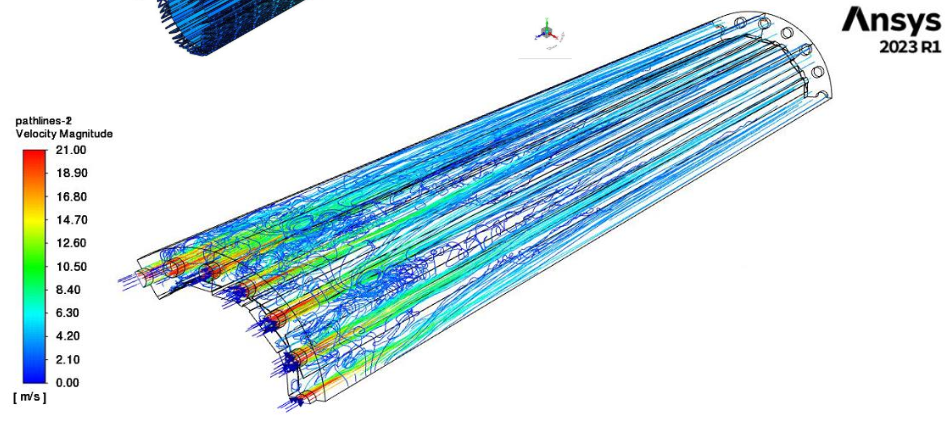 Ansys
2023 R1
pathlines-2
Velocity Magnitude
21.00
18.90
16.80
14.70
12.60
10.50
8.40
6.30
4.20
2.10
0.00
[ m/s ]